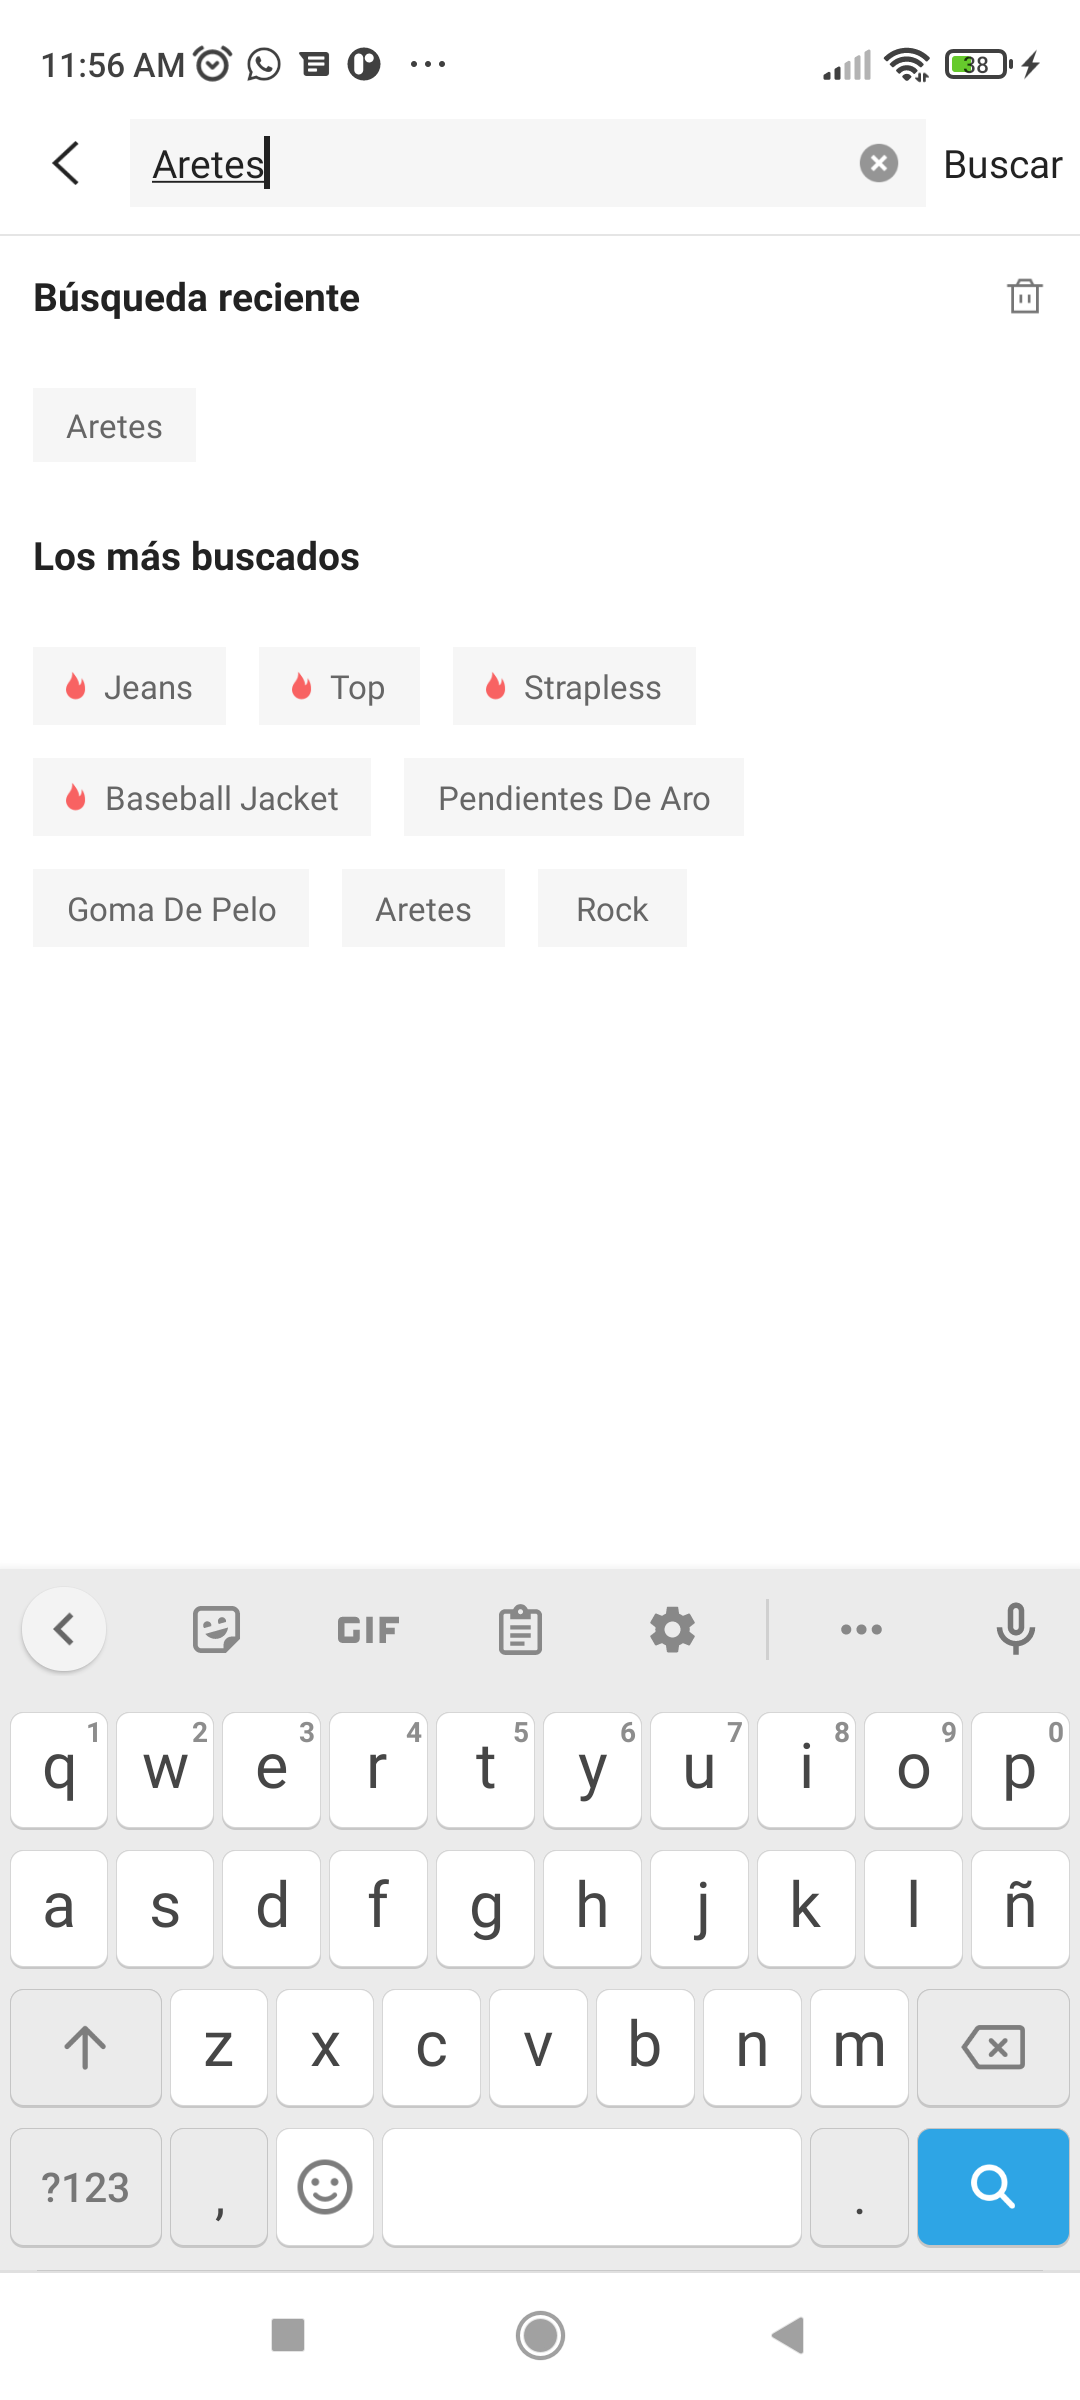 11:56 AM 38
Aretes Buscar
Búsqueda reciente
Aretes
Los más buscados
Jeans Top Strapless
Baseball Jacket Pendientes De Aro
Goma De Pelo Aretes Rock
GIF
1 2 3 4 5 6 7 8 9 0
q w e r t y u i o p
a s d f g h j k l ñ
z x c v b n m
?123 , .